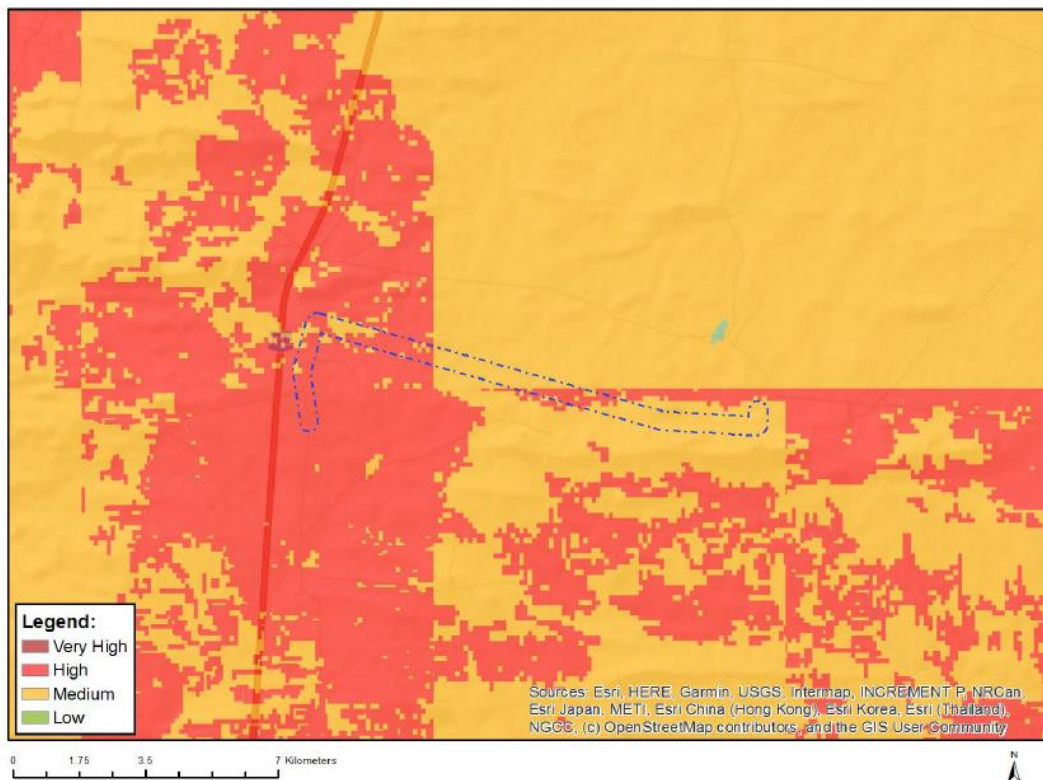 Legend:
Very High
High
Medium
Low
Sources: Esri, HERE, Garmin, USGS, Intermap, INCREMENT P, NRCan,
Esri Japan, METI, Esri China (Hong Kong), Esri Korea, Esri (Thailand),
NGCC, (c) OpenStreetMap contributors, and the GIS User Community
0 1.75 3.5 7 Kilometers
N